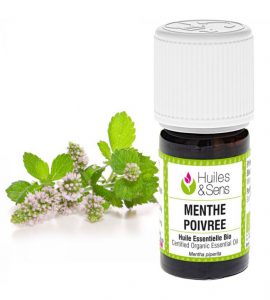 Huiles
&Sens
MENTHE
POIVREE
Huile Essentielle Bio
Certified Organic Essential Oil
Mentha piperita